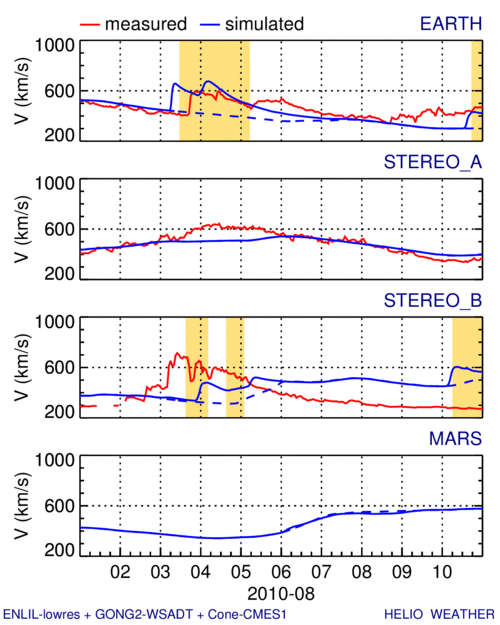 measured simulated EARTH
V (km/s)
1000
600
200
STEREO_A
V (km/s)
1000
600
200
STEREO_B
V (km/s)
1000
600
200
MARS
V (km/s)
1000
600
200
02 03 04 05 06 07 08 09 10
2010-08
ENLIL-lowres + GONG2-WSADT + Cone-CMES1 HELIO WEATHER